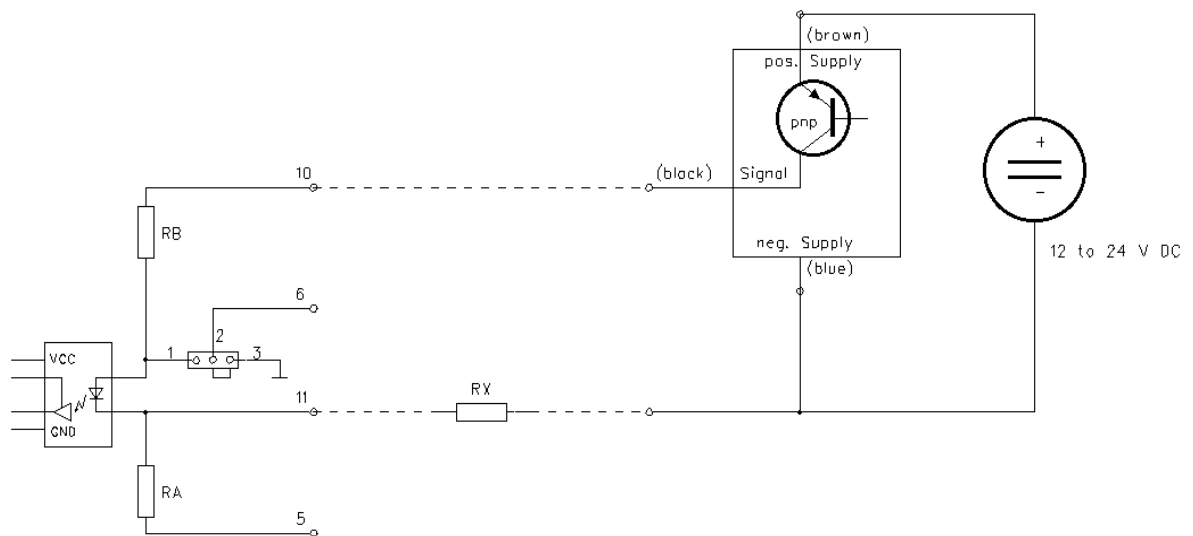 (brown)
pos. Supply
pnp
+
-
10
(black)
Signal
RB
neg. Supply
(blue)
12 to 24 V DC
6
2
1
3
VCC
11
RX
GND
RA
5